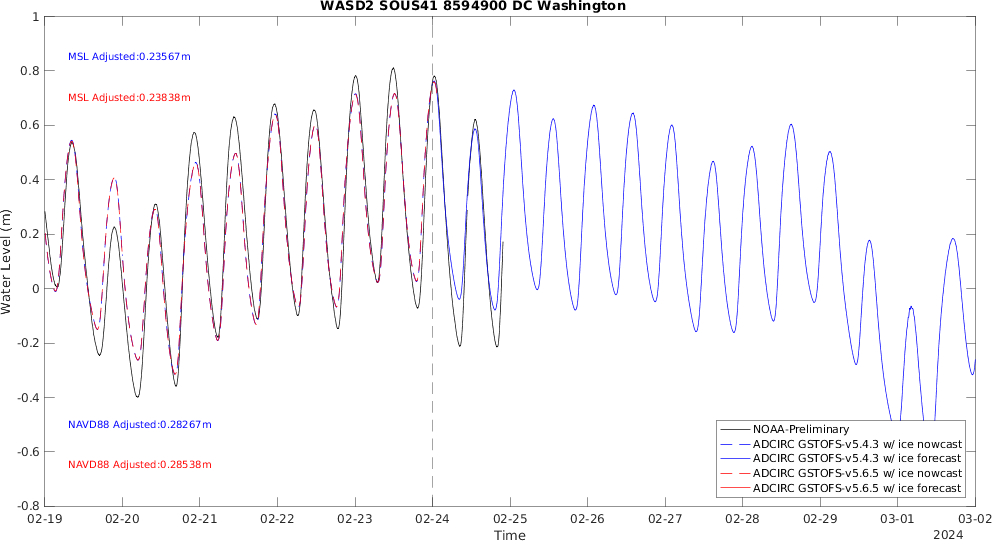 WASD2 SOUS41 8594900 DC Washington
MSL Adjusted:0.23567m
MSL Adjusted:0.23838m
NAVD88 Adjusted:0.28267m
NAVD88 Adjusted:0.28538m
Water Level (m)
1
0.8
0.6
0.4
0.2
0
-0.2
-0.4
-0.6
-0.8
NOAA-Preliminary
ADCIRC GSTOFS-v5.4.3 w/ ice nowcast
ADCIRC GSTOFS-v5.4.3 w/ ice forecast
ADCIRC GSTOFS-v5.6.5 w/ ice nowcast
ADCIRC GSTOFS-v5.6.5 w/ ice forecast
02-19 02-20 02-21 02-22 02-23 02-24 02-25 02-26 02-27 02-28 02-29 03-01 03-02
Time
2024